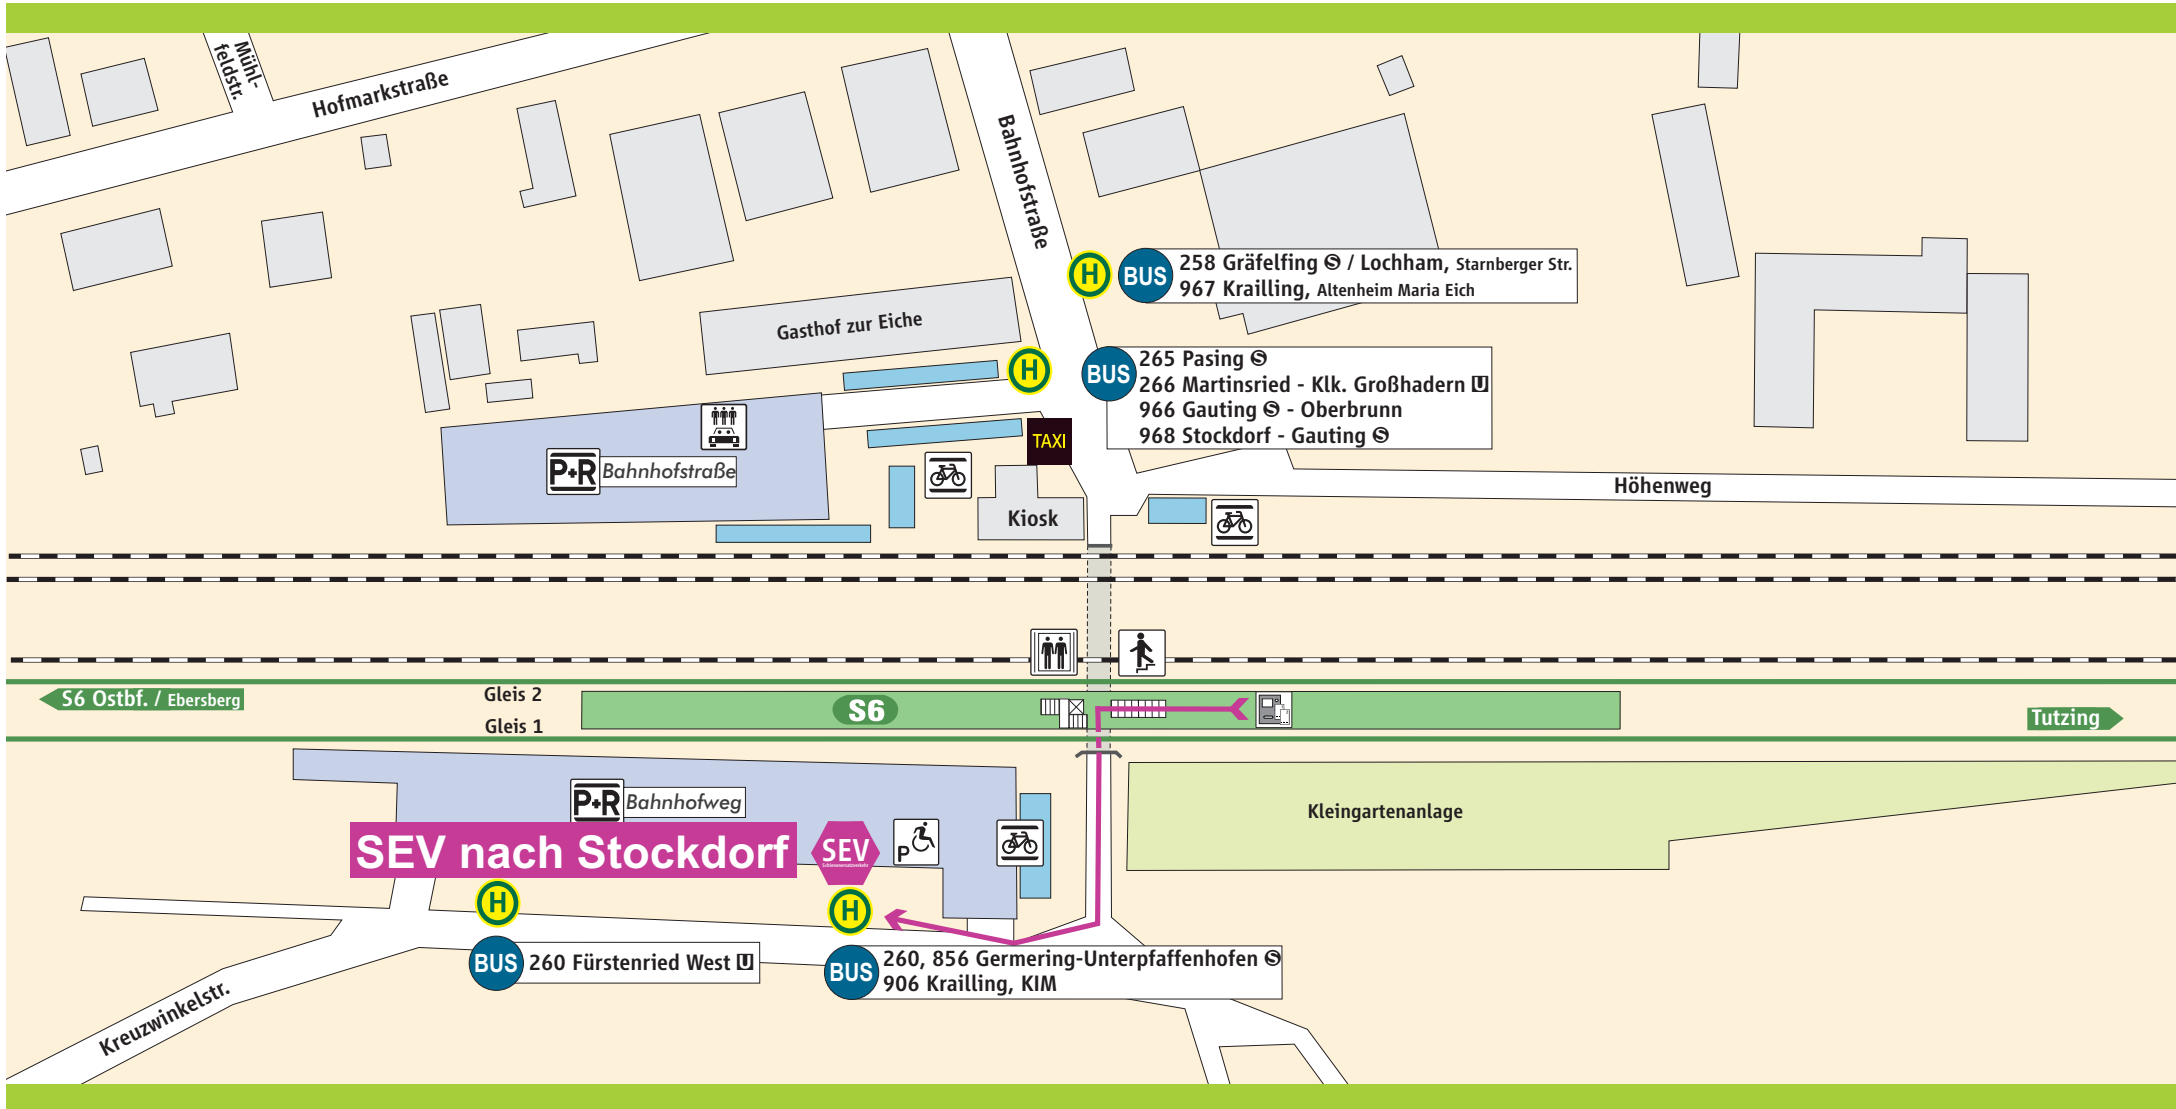 Mühl-
feldstr.
Hofmarkstraße
Bahnhofstraße
H
BUS
258 Gräfelfing S / Lochham, Starnberger Str.
967 Krailling, Altenheim Maria Eich
Gasthof zur Eiche
H
BUS
265 Pasing S
266 Martinsried - Klk. Großhadern U
966 Gauting S - Oberbrunn
968 Stockdorf - Gauting S
TAXI
P+R Bahnhofstraße
Höhenweg
Kiosk
S6 Ostbf. / Ebersberg
Gleis 2
Gleis 1
S6
Tutzing
P+R Bahnhofweg
Kleingartenanlage
SEV nach Stockdorf
SEV
Schienenersatzverkehr
P
H
H
BUS
260 Fürstenried West U
BUS
260, 856 Germering-Unterpfaffenhofen S
906 Krailling, KIM
Kreuzwinkelstr.